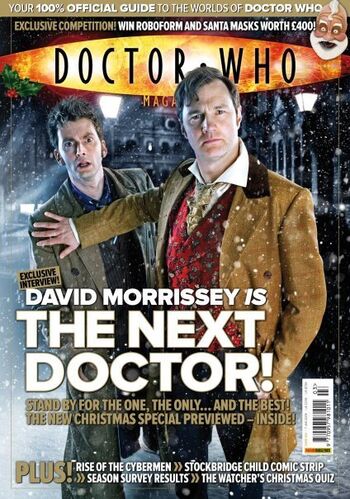 YOUR 100% OFFICIAL GUIDE TO THE WORLDS OF DOCTOR WHO
EXCLUSIVE COMPETITION! WIN ROBOFORM AND SANTA MASKS WORTH £400!
DOCTOR·WHO
MAGAZINE
EXCLUSIVE
INTERVIEW!
DAVID MORRISSEY IS
THE NEXT
DOCTOR!
STAND BY FOR THE ONE, THE ONLY... AND THE BEST!
THE NEW CHRISTMAS SPECIAL PREVIEWED – INSIDE!
PLUS!
RISE OF THE CYBERMEN >> STOCKBRIDGE CHILD COMIC STRIP
>> SEASON SURVEY RESULTS >> THE WATCHER'S CHRISTMAS QUIZ